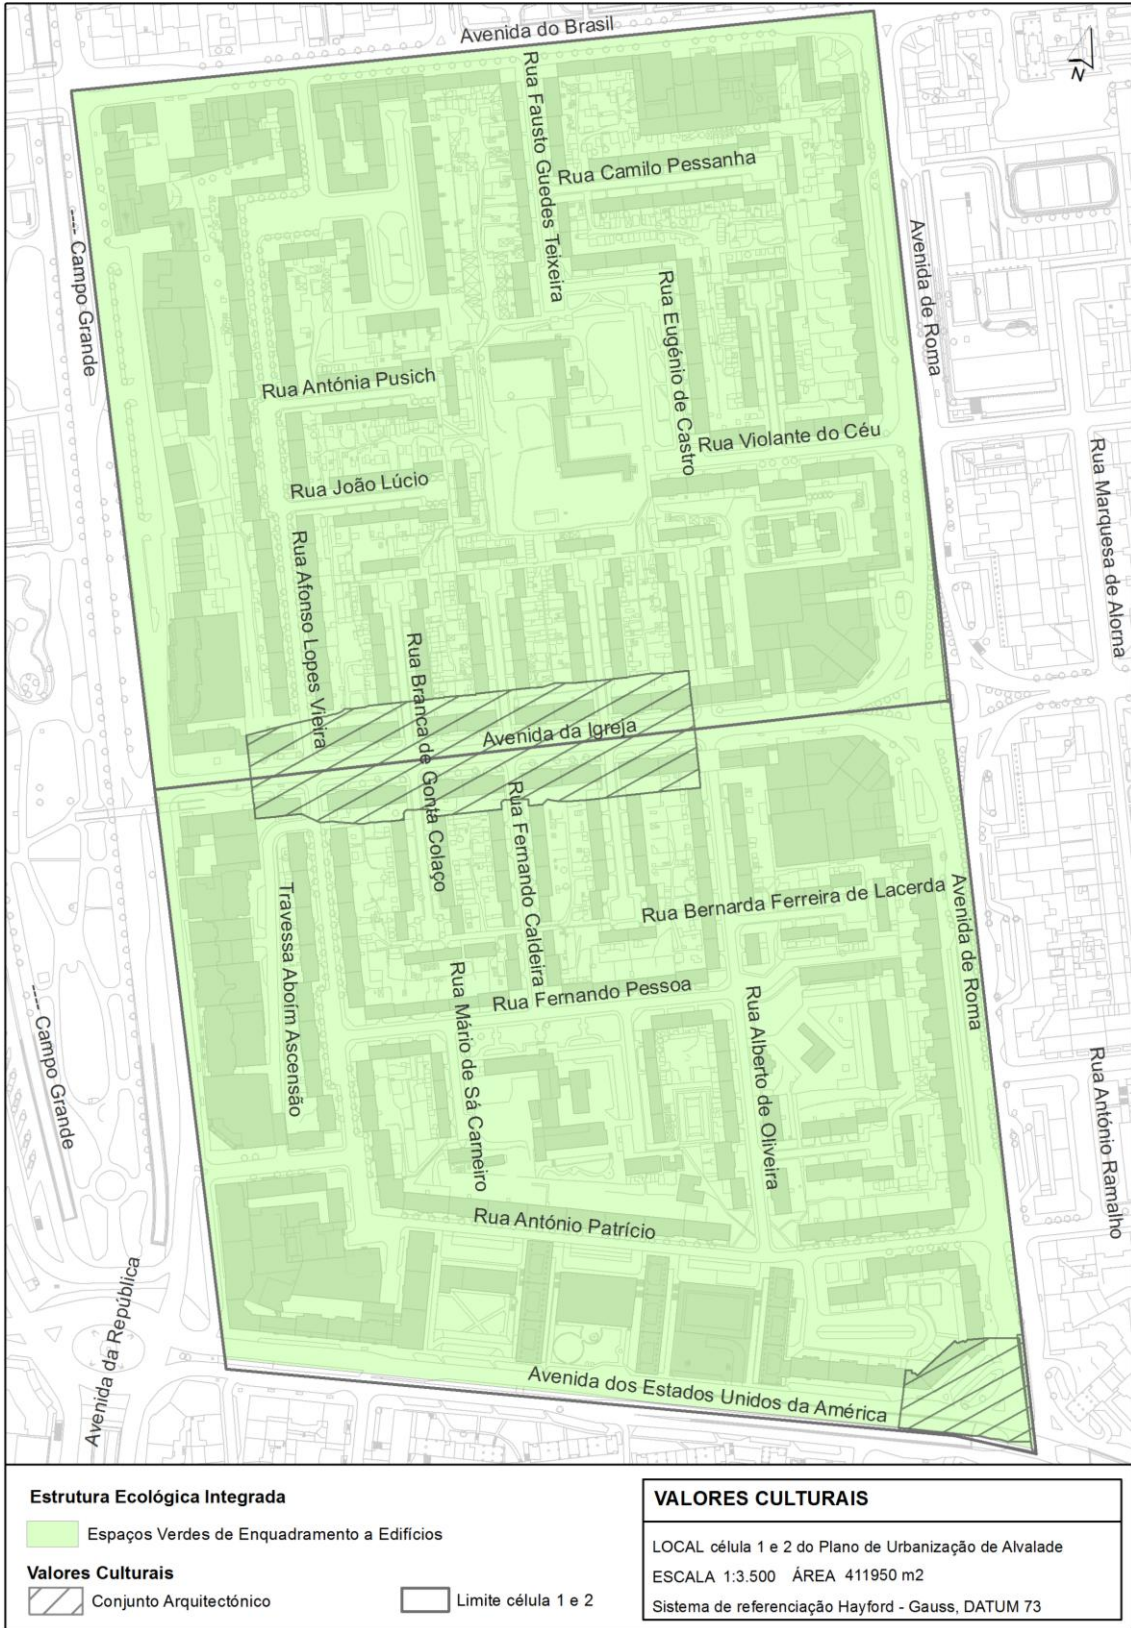 Avenida do Brasil
N
Rua Fausto Guedes Teixeira
Rua Camilo Pessanha
---- Campo Grande
Avenida de Roma
Rua Eugénio de Castro
Rua Antónia Pusich
Rua Violante do Céu
Rua Marquesa de Alorna
Rua João Lúcio
Rua Afonso Lopes Vieira
Rua Branca de Gonta Colaço
Avenida da Igreja
Rua Fernando Caldeira
Travessa Aboim Ascensão
Rua Bernarda Ferreira de Lacerda
Avenida de Roma
Rua Mário de Sá Carneiro
Rua Fernando Pessoa
Rua Alberto de Oliveira
---- Campo Grande
Rua António Ramalho
Rua António Patrício
Avenida da República
Avenida dos Estados Unidos da América
Estrutura Ecológica Integrada
Espaços Verdes de Enquadramento a Edifícios
Valores Culturais
Conjunto Arquitectónico
Limite célula 1 e 2
VALORES CULTURAIS
LOCAL célula 1 e 2 do Plano de Urbanização de Alvalade
ESCALA 1:3.500 ÁREA 411950 m2
Sistema de referenciação Hayford - Gauss, DATUM 73